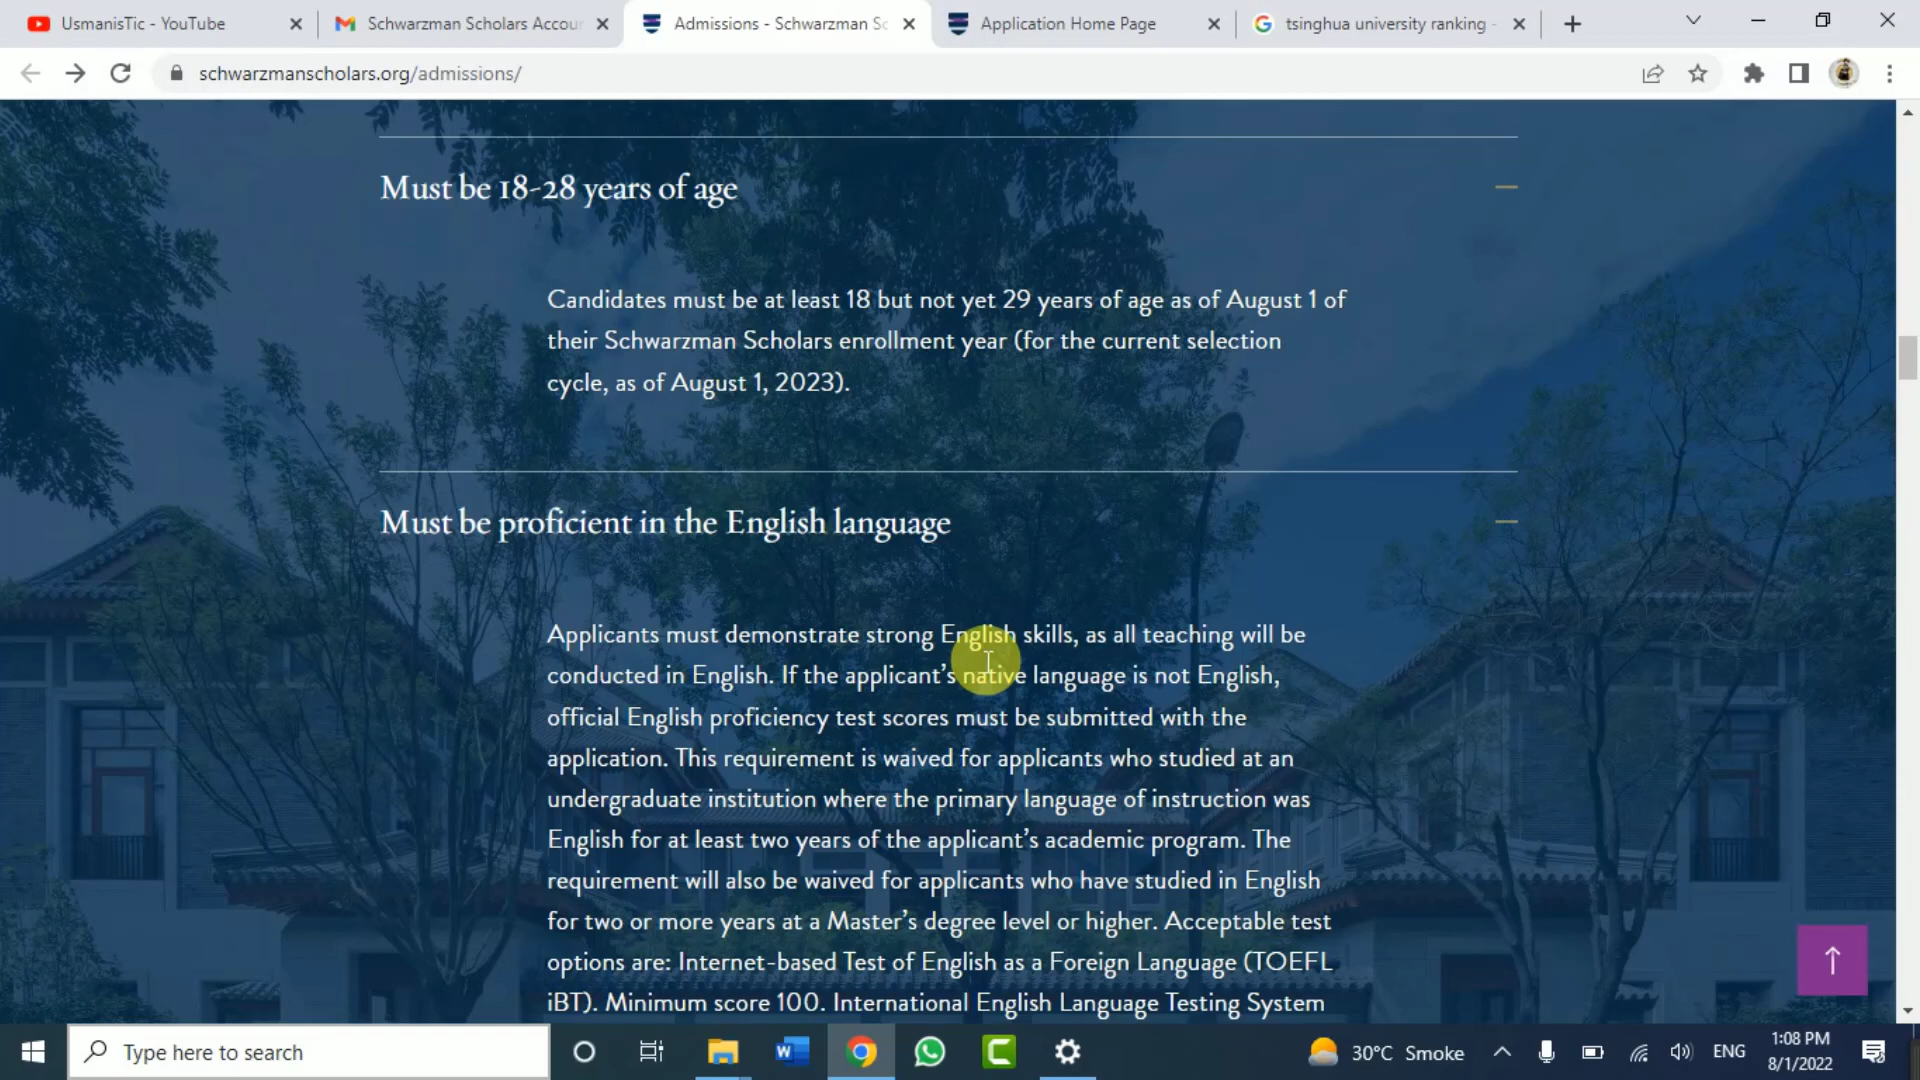 UsmanisTic - YouTube
Schwarzman Scholars Accou
Admissions - Schwarzman Sc
Application Home Page
tsinghua university ranking -
schwarzmanscholars.org/admissions/
Must be 18-28 years of age
Candidates must be at least 18 but not yet 29 years of age as of August 1 of
their Schwarzman Scholars enrollment year (for the current selection
cycle, as of August 1, 2023).
Must be proficient in the English language
Applicants must demonstrate strong English skills, as all teaching will be
conducted in English. If the applicant’s native language is not English,
official English proficiency test scores must be submitted with the
application. This requirement is waived for applicants who studied at an
undergraduate institution where the primary language of instruction was
English for at least two years of the applicant’s academic program. The
requirement will also be waived for applicants who have studied in English
for two or more years at a Master’s degree level or higher. Acceptable test
options are: Internet-based Test of English as a Foreign Language (TOEFL
iBT). Minimum score 100. International English Language Testing System
Type here to search
30°C Smoke
ENG
1:08 PM
8/1/2022